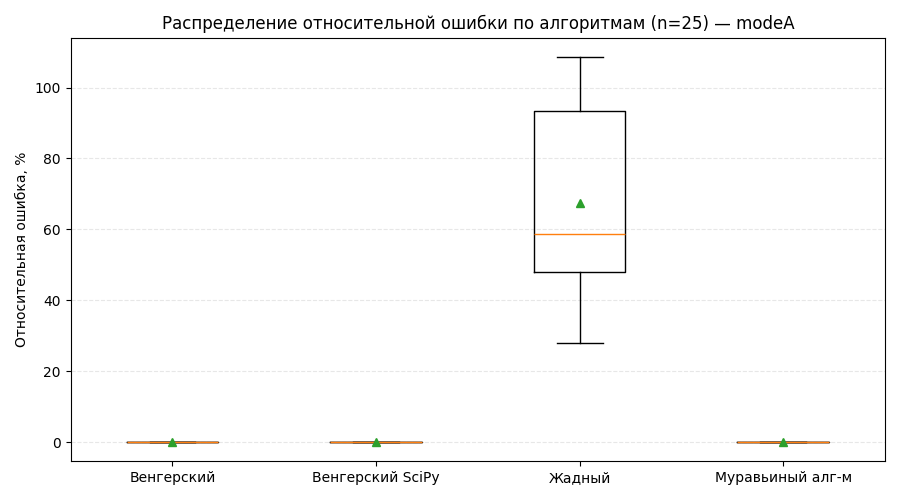 Распределение относительной ошибки по алгоритмам (n=25) — modeA
Относительная ошибка, %
100
80
60
40
20
0
Венгерский
Венгерский SciPy
Жадный
Муравьиный алг-м